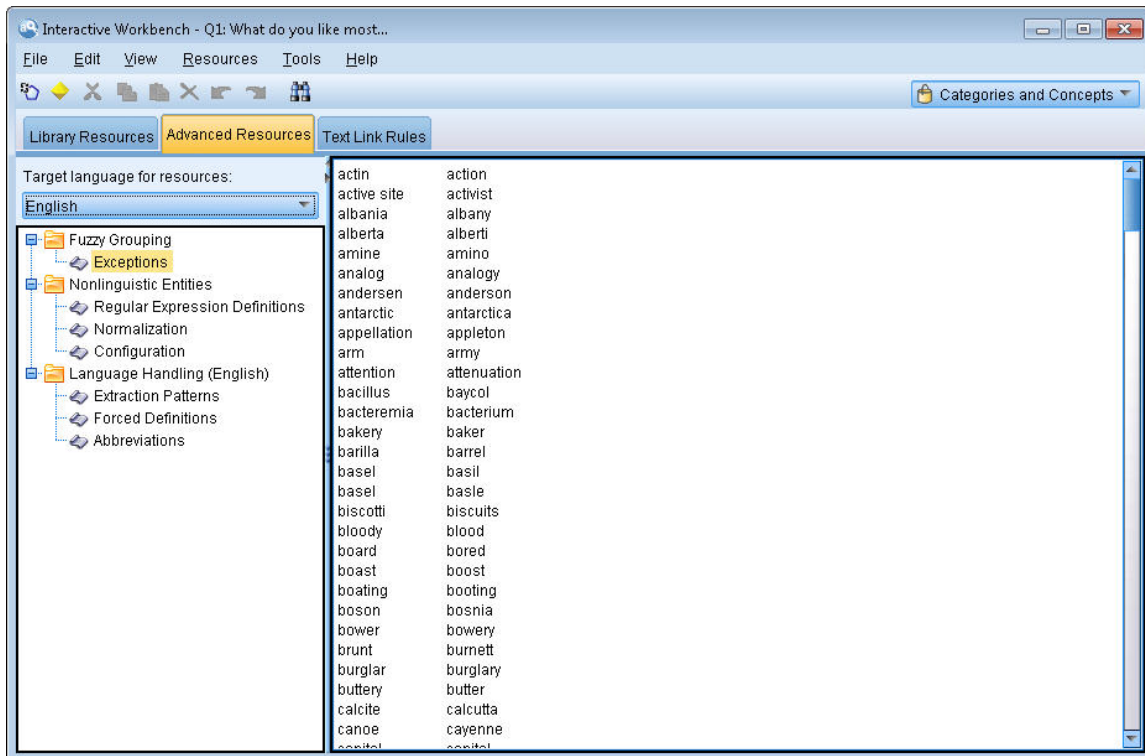 Interactive Workbench - Q1: What do you like most...
File Edit View Resources Tools Help
Categories and Concepts
Library Resources Advanced Resources Text Link Rules
Target language for resources:
English
Fuzzy Grouping
Exceptions
Nonlinguistic Entities
Regular Expression Definitions
Normalization
Configuration
Language Handling (English)
Extraction Patterns
Forced Definitions
Abbreviations
actin action
active site activist
albania albany
alberta alberti
amine amino
analog analogy
andersen anderson
antarctic antarctica
appellation appleton
arm army
attention attenuation
bacillus baycol
bacteremia bacterium
bakery baker
barilla barrel
basel basil
basel basle
biscotti biscuits
bloody blood
board bored
boast boost
boating booting
boson bosnia
bower bowery
brunt burnett
burglar burglary
buttery butter
calcite calcutta
canoe cayenne